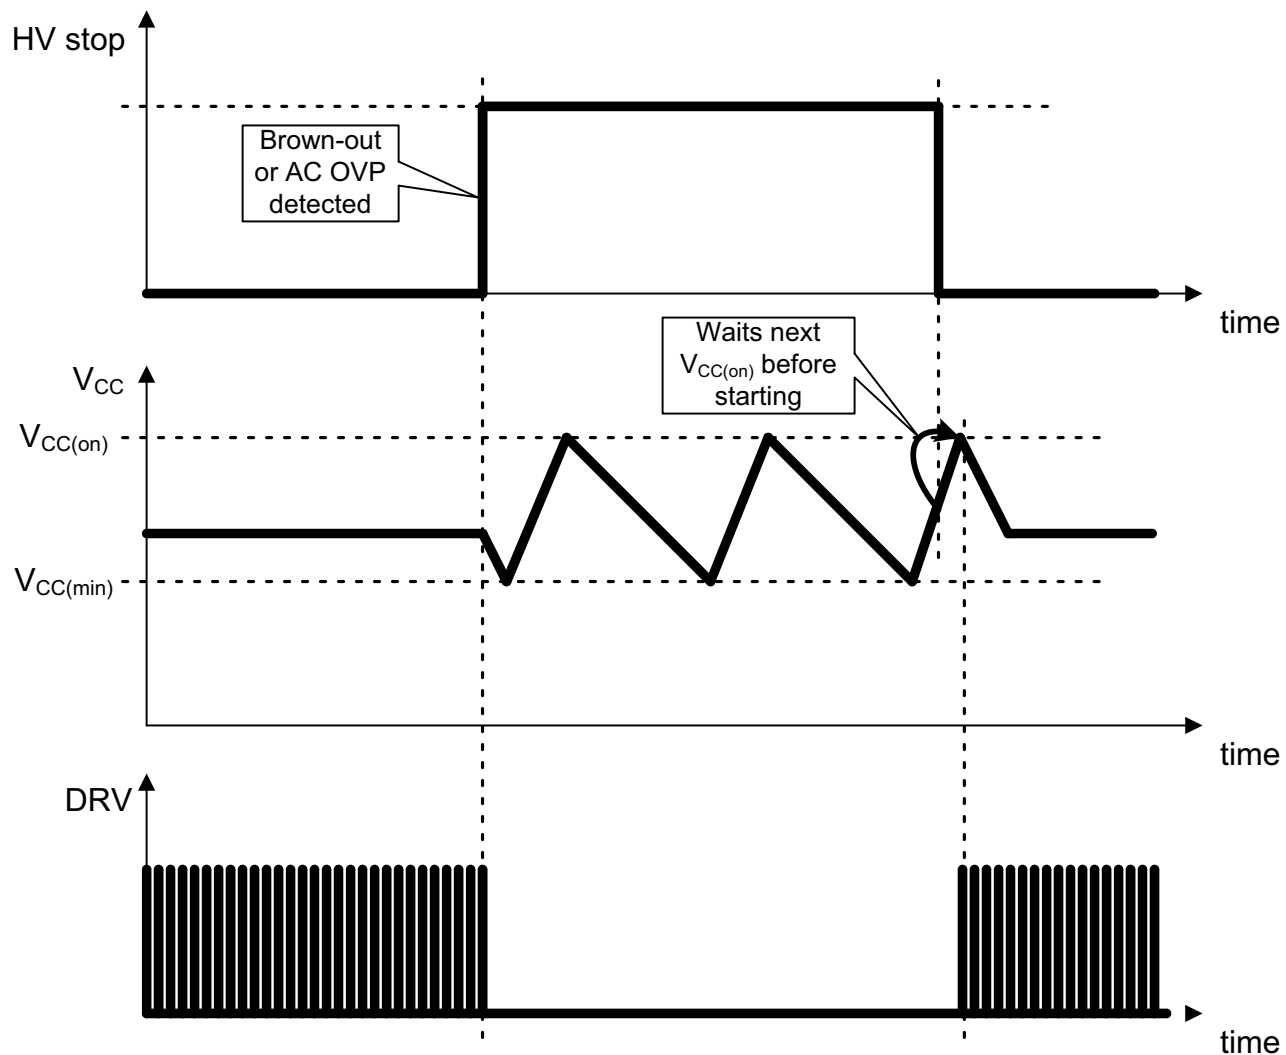 HV stop
Brown-out
or AC OVP
detected
time
Waits next
VCC(on) before
starting
VCC
VCC(on)
VCC(min)
time
DRV
time